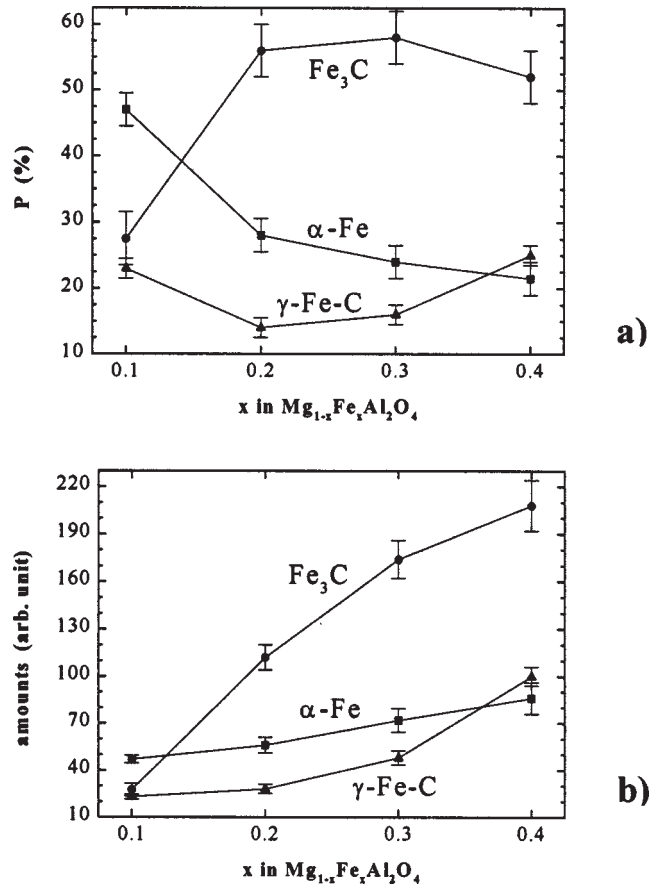 60
50
40
30
20
10
P (%)
Fe₃C
α-Fe
γ-Fe-C
0.1 0.2 0.3 0.4
x in Mg₁₋ₓFeₓAl₂O₄
a)
220
190
160
130
100
70
40
10
amounts (arb. unit)
Fe₃C
α-Fe
γ-Fe-C
0.1 0.2 0.3 0.4
x in Mg₁₋ₓFeₓAl₂O₄
b)